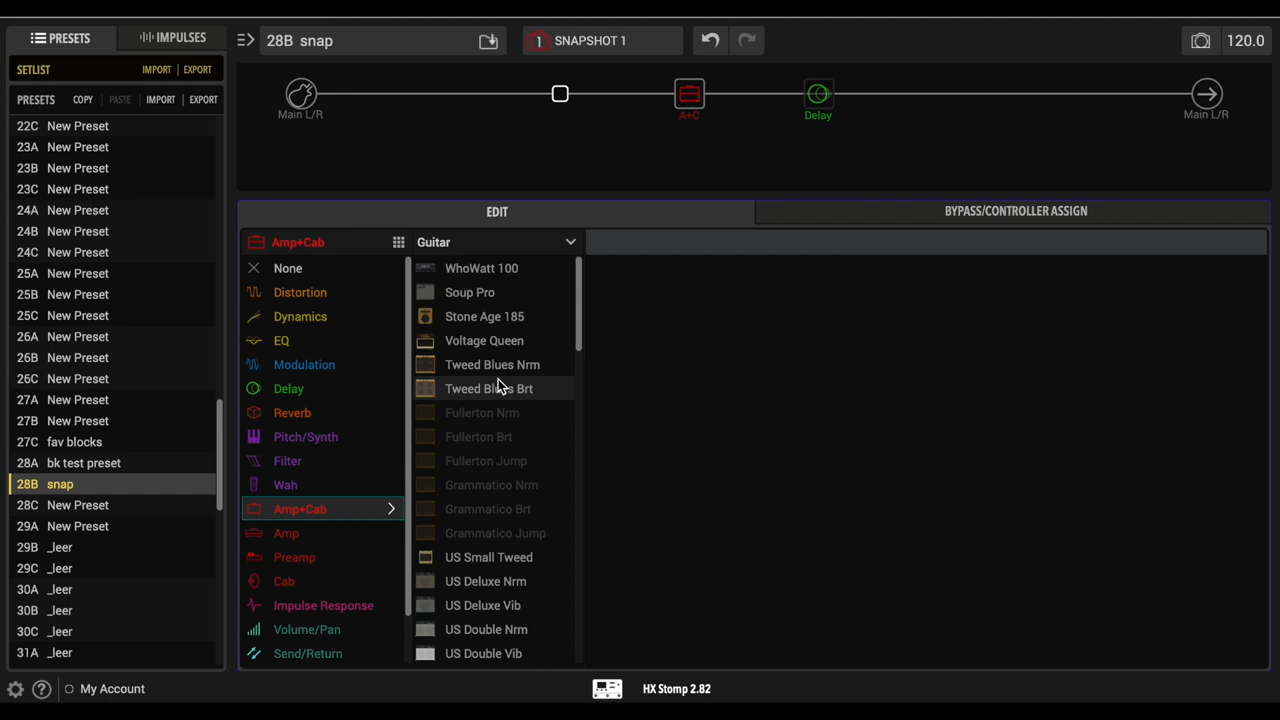 PRESETS
IMPULSES
28B snap
1 SNAPSHOT 1
120.0
SETLIST IMPORT | EXPORT
PRESETS COPY | PASTE | IMPORT | EXPORT
Main L/R
A+C
Delay
Main L/R
22C New Preset
23A New Preset
23B New Preset
23C New Preset
24A New Preset
24B New Preset
24C New Preset
25A New Preset
25B New Preset
25C New Preset
26A New Preset
26B New Preset
26C New Preset
27A New Preset
27B New Preset
27C fav blocks
28A bk test preset
28B snap
28C New Preset
29A New Preset
29B _leer
29C _leer
30A _leer
30B _leer
30C _leer
31A _leer
EDIT
BYPASS/CONTROLLER ASSIGN
Amp+Cab
Guitar
None
Distortion
Dynamics
EQ
Modulation
Delay
Reverb
Pitch/Synth
Filter
Wah
Amp+Cab
Amp
Preamp
Cab
Impulse Response
Volume/Pan
Send/Return
WhoWatt 100
Soup Pro
Stone Age 185
Voltage Queen
Tweed Blues Nrm
Tweed Blues Brt
Fullerton Nrm
Fullerton Brt
Fullerton Jump
Grammatico Nrm
Grammatico Brt
Grammatico Jump
US Small Tweed
US Deluxe Nrm
US Deluxe Vib
US Double Nrm
US Double Vib
? My Account
HX Stomp 2.82